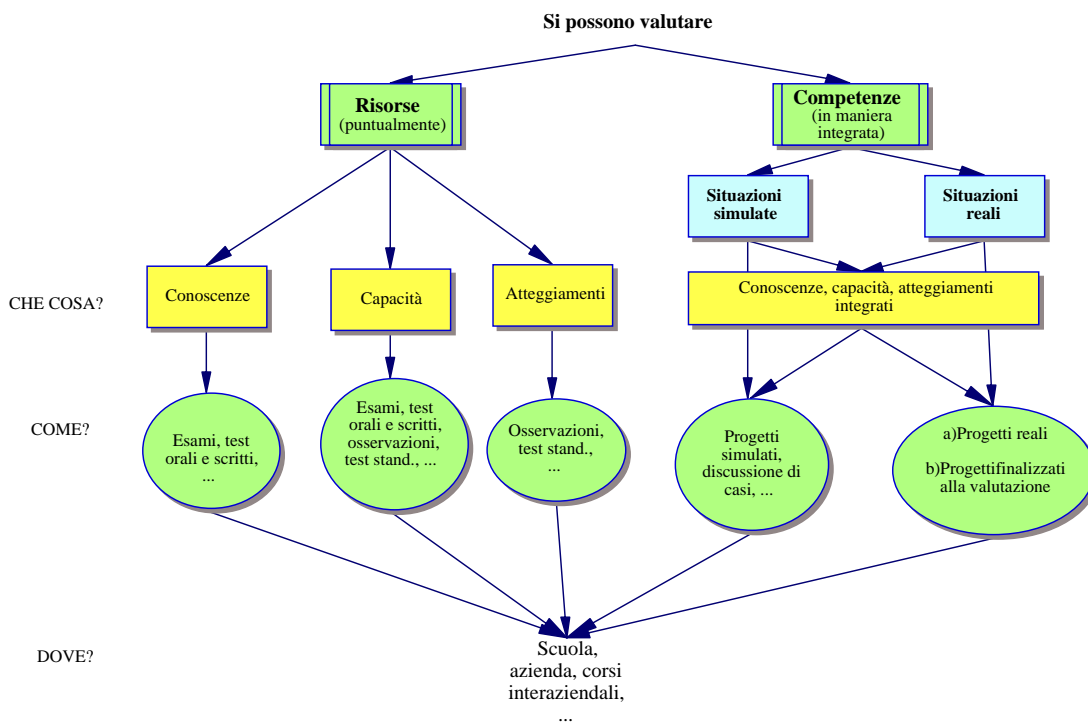 Si possono valutare
Risorse
(puntualmente)
Competenze
(in maniera
integrata)
Situazioni
simulate
Situazioni
reali
CHE COSA?
Conoscenze
Capacità
Atteggiamenti
Conoscenze, capacità, atteggiamenti
integrati
COME?
Esami, test
orali e scritti,
...
Esami, test
orali e scritti,
osservazioni,
test stand., ...
Osservazioni,
test stand.,
...
Progetti
simulati,
discussione di
casi, ...
a)Progetti reali
b)Progettifinalizzati
alla valutazione
DOVE?
Scuola,
azienda, corsi
interaziendali,
...